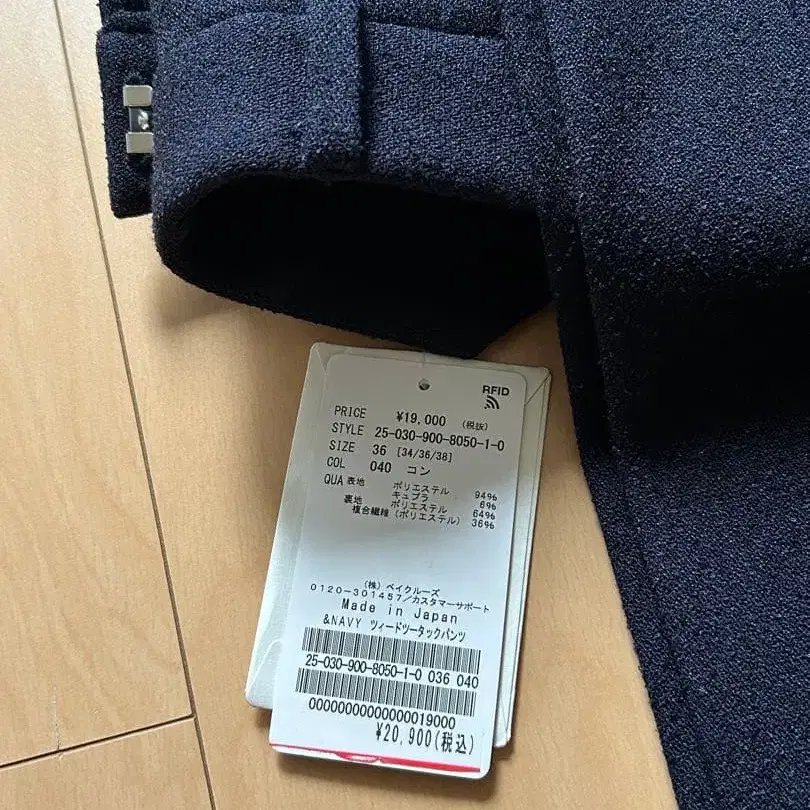 RFID
PRICE ¥19,000 (税抜)
STYLE 25-030-900-8050-1-0
SIZE 36 [34/36/38]
COL 040 コン
QUA 表地 ポリエステル 94%
キュプラ 6%
裏地 ポリエステル 64%
複合繊維(ポリエステル) 36%
(株)ベイクルーズ
0120-301457/カスタマーサポート
Made in Japan
&NAVY ツィードツータックパンツ
25-030-900-8050-1-0 036 040
00000000000000019000
¥20,900(税込)